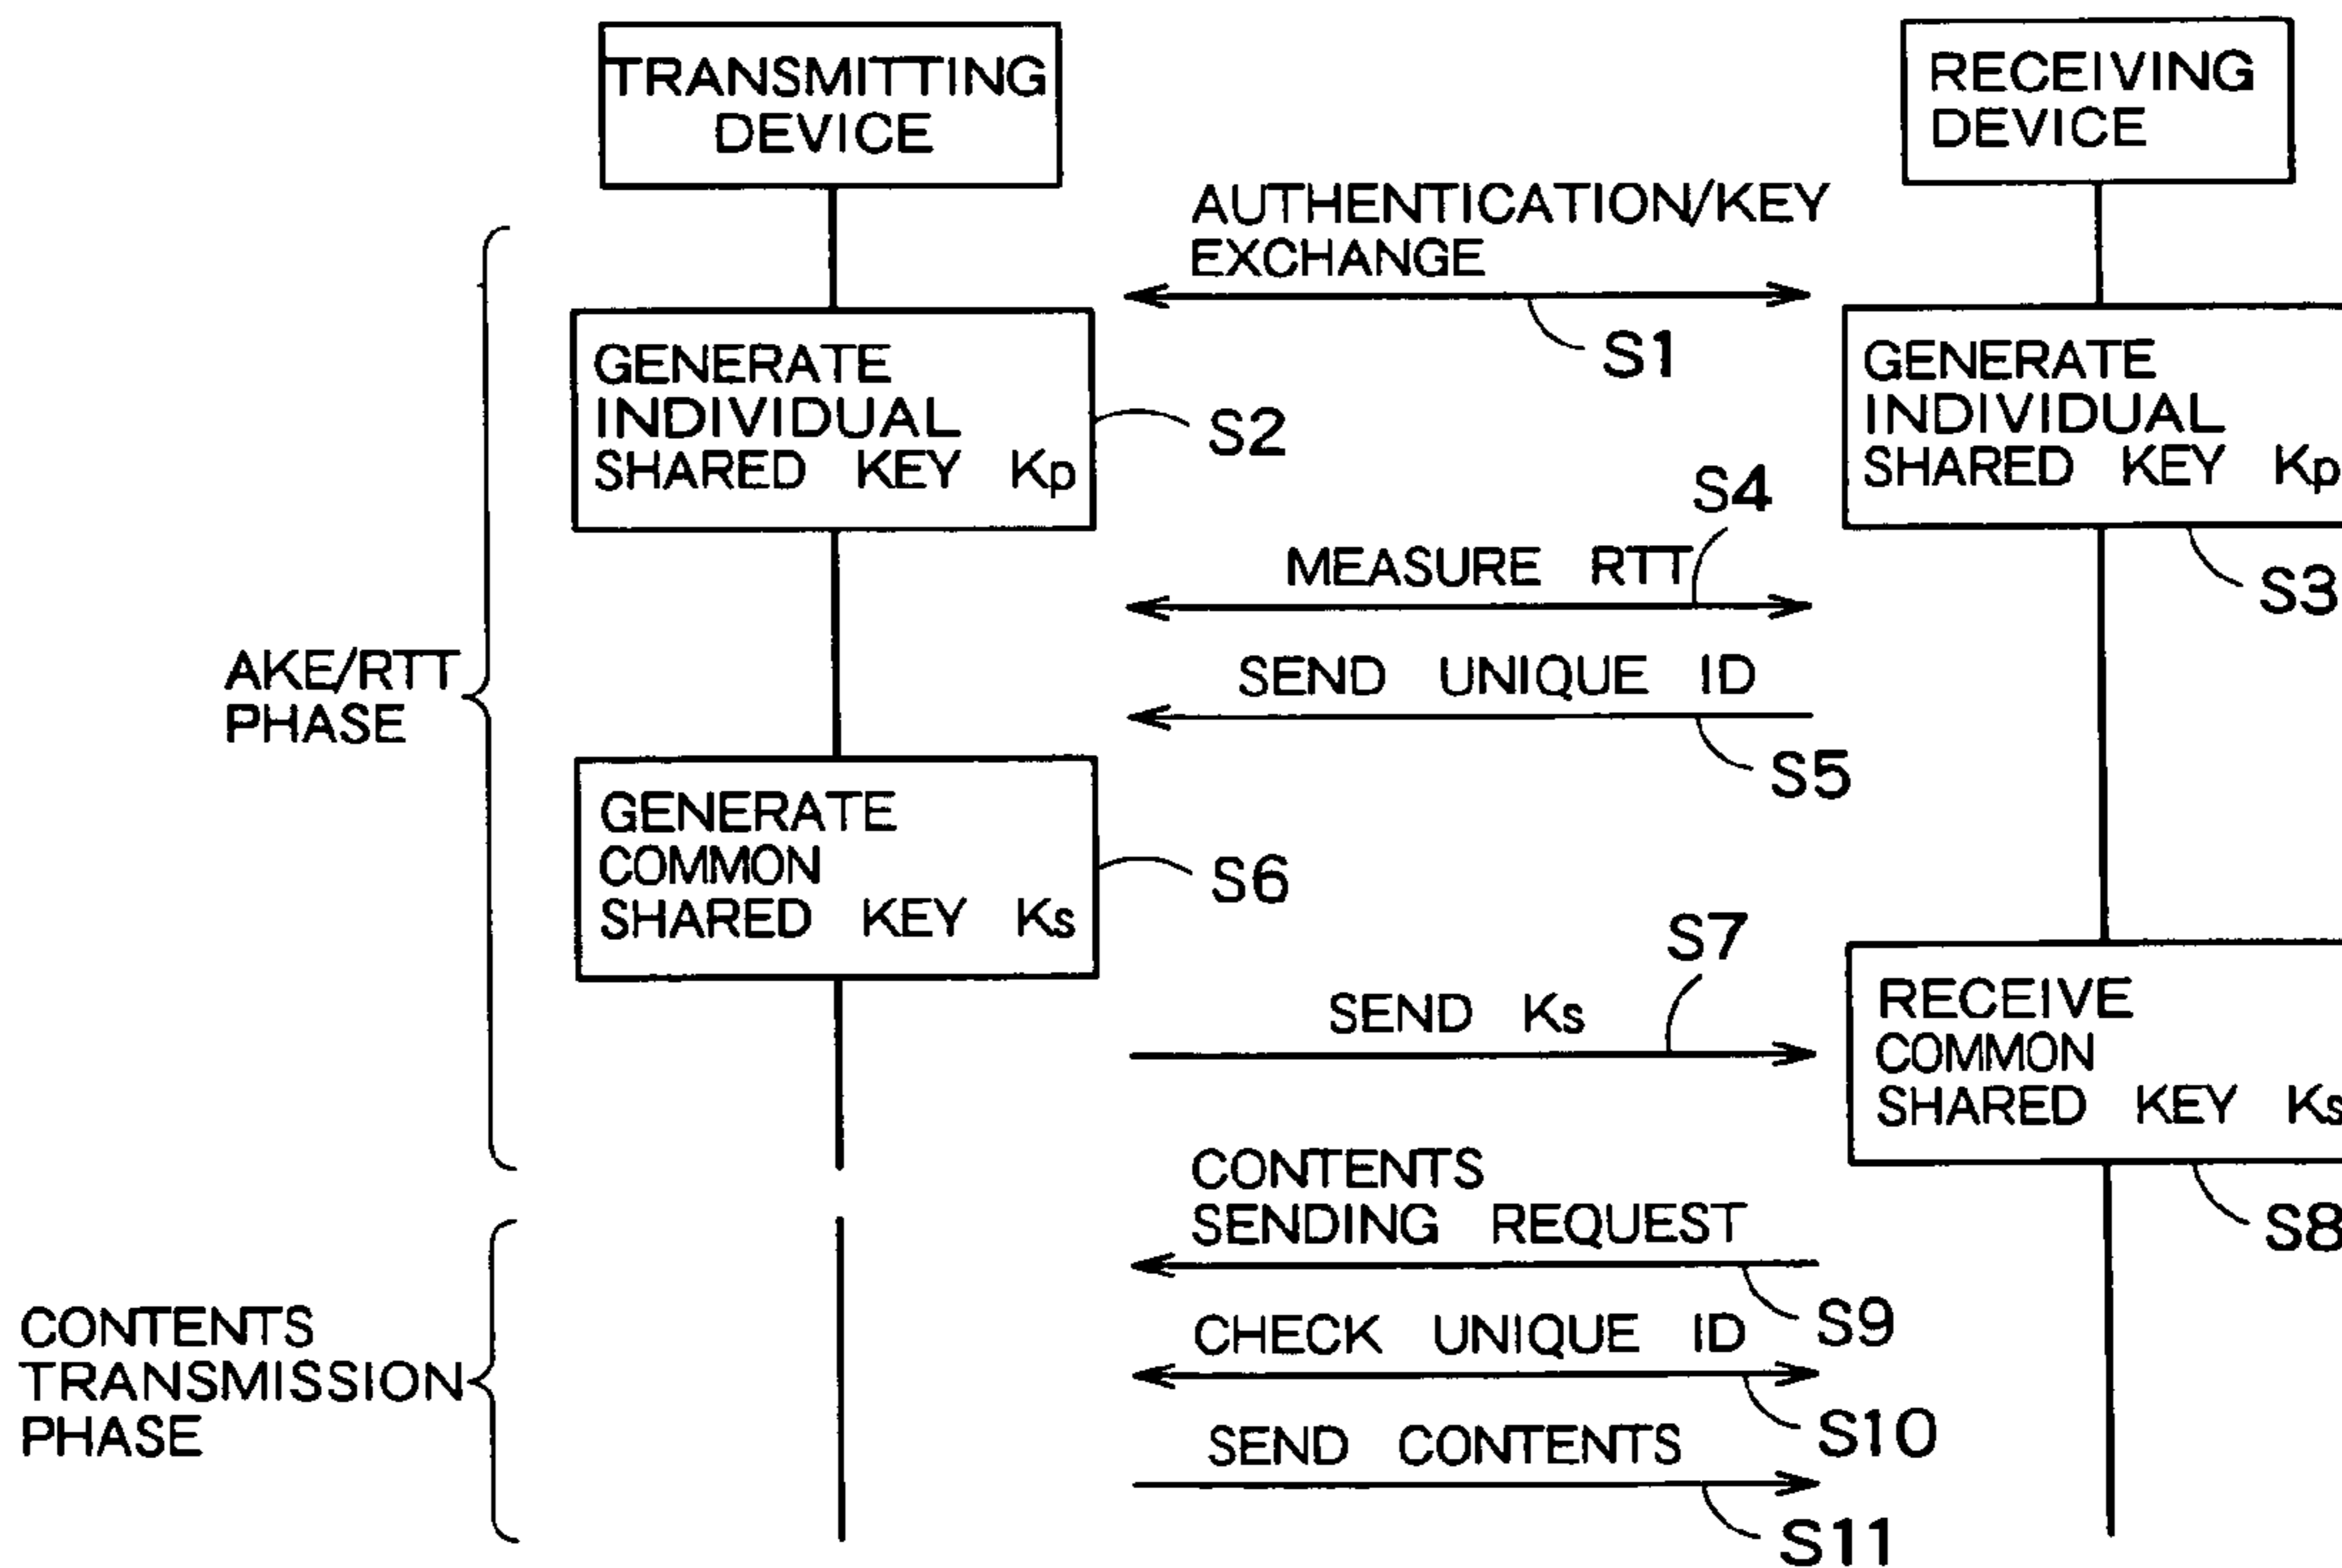 TRANSMITTING
DEVICE
RECEIVING
DEVICE
AUTHENTICATION/KEY
EXCHANGE
S1
GENERATE
INDIVIDUAL
SHARED KEY Kp
S2
GENERATE
INDIVIDUAL
SHARED KEY Kp
S3
S4
MEASURE RTT
SEND UNIQUE ID
S5
AKE/RTT
PHASE
GENERATE
COMMON
SHARED KEY Ks
S6
S7
SEND Ks
RECEIVE
COMMON
SHARED KEY Ks
S8
CONTENTS
SENDING REQUEST
S9
CHECK UNIQUE ID
S10
CONTENTS
TRANSMISSION
PHASE
SEND CONTENTS
S11